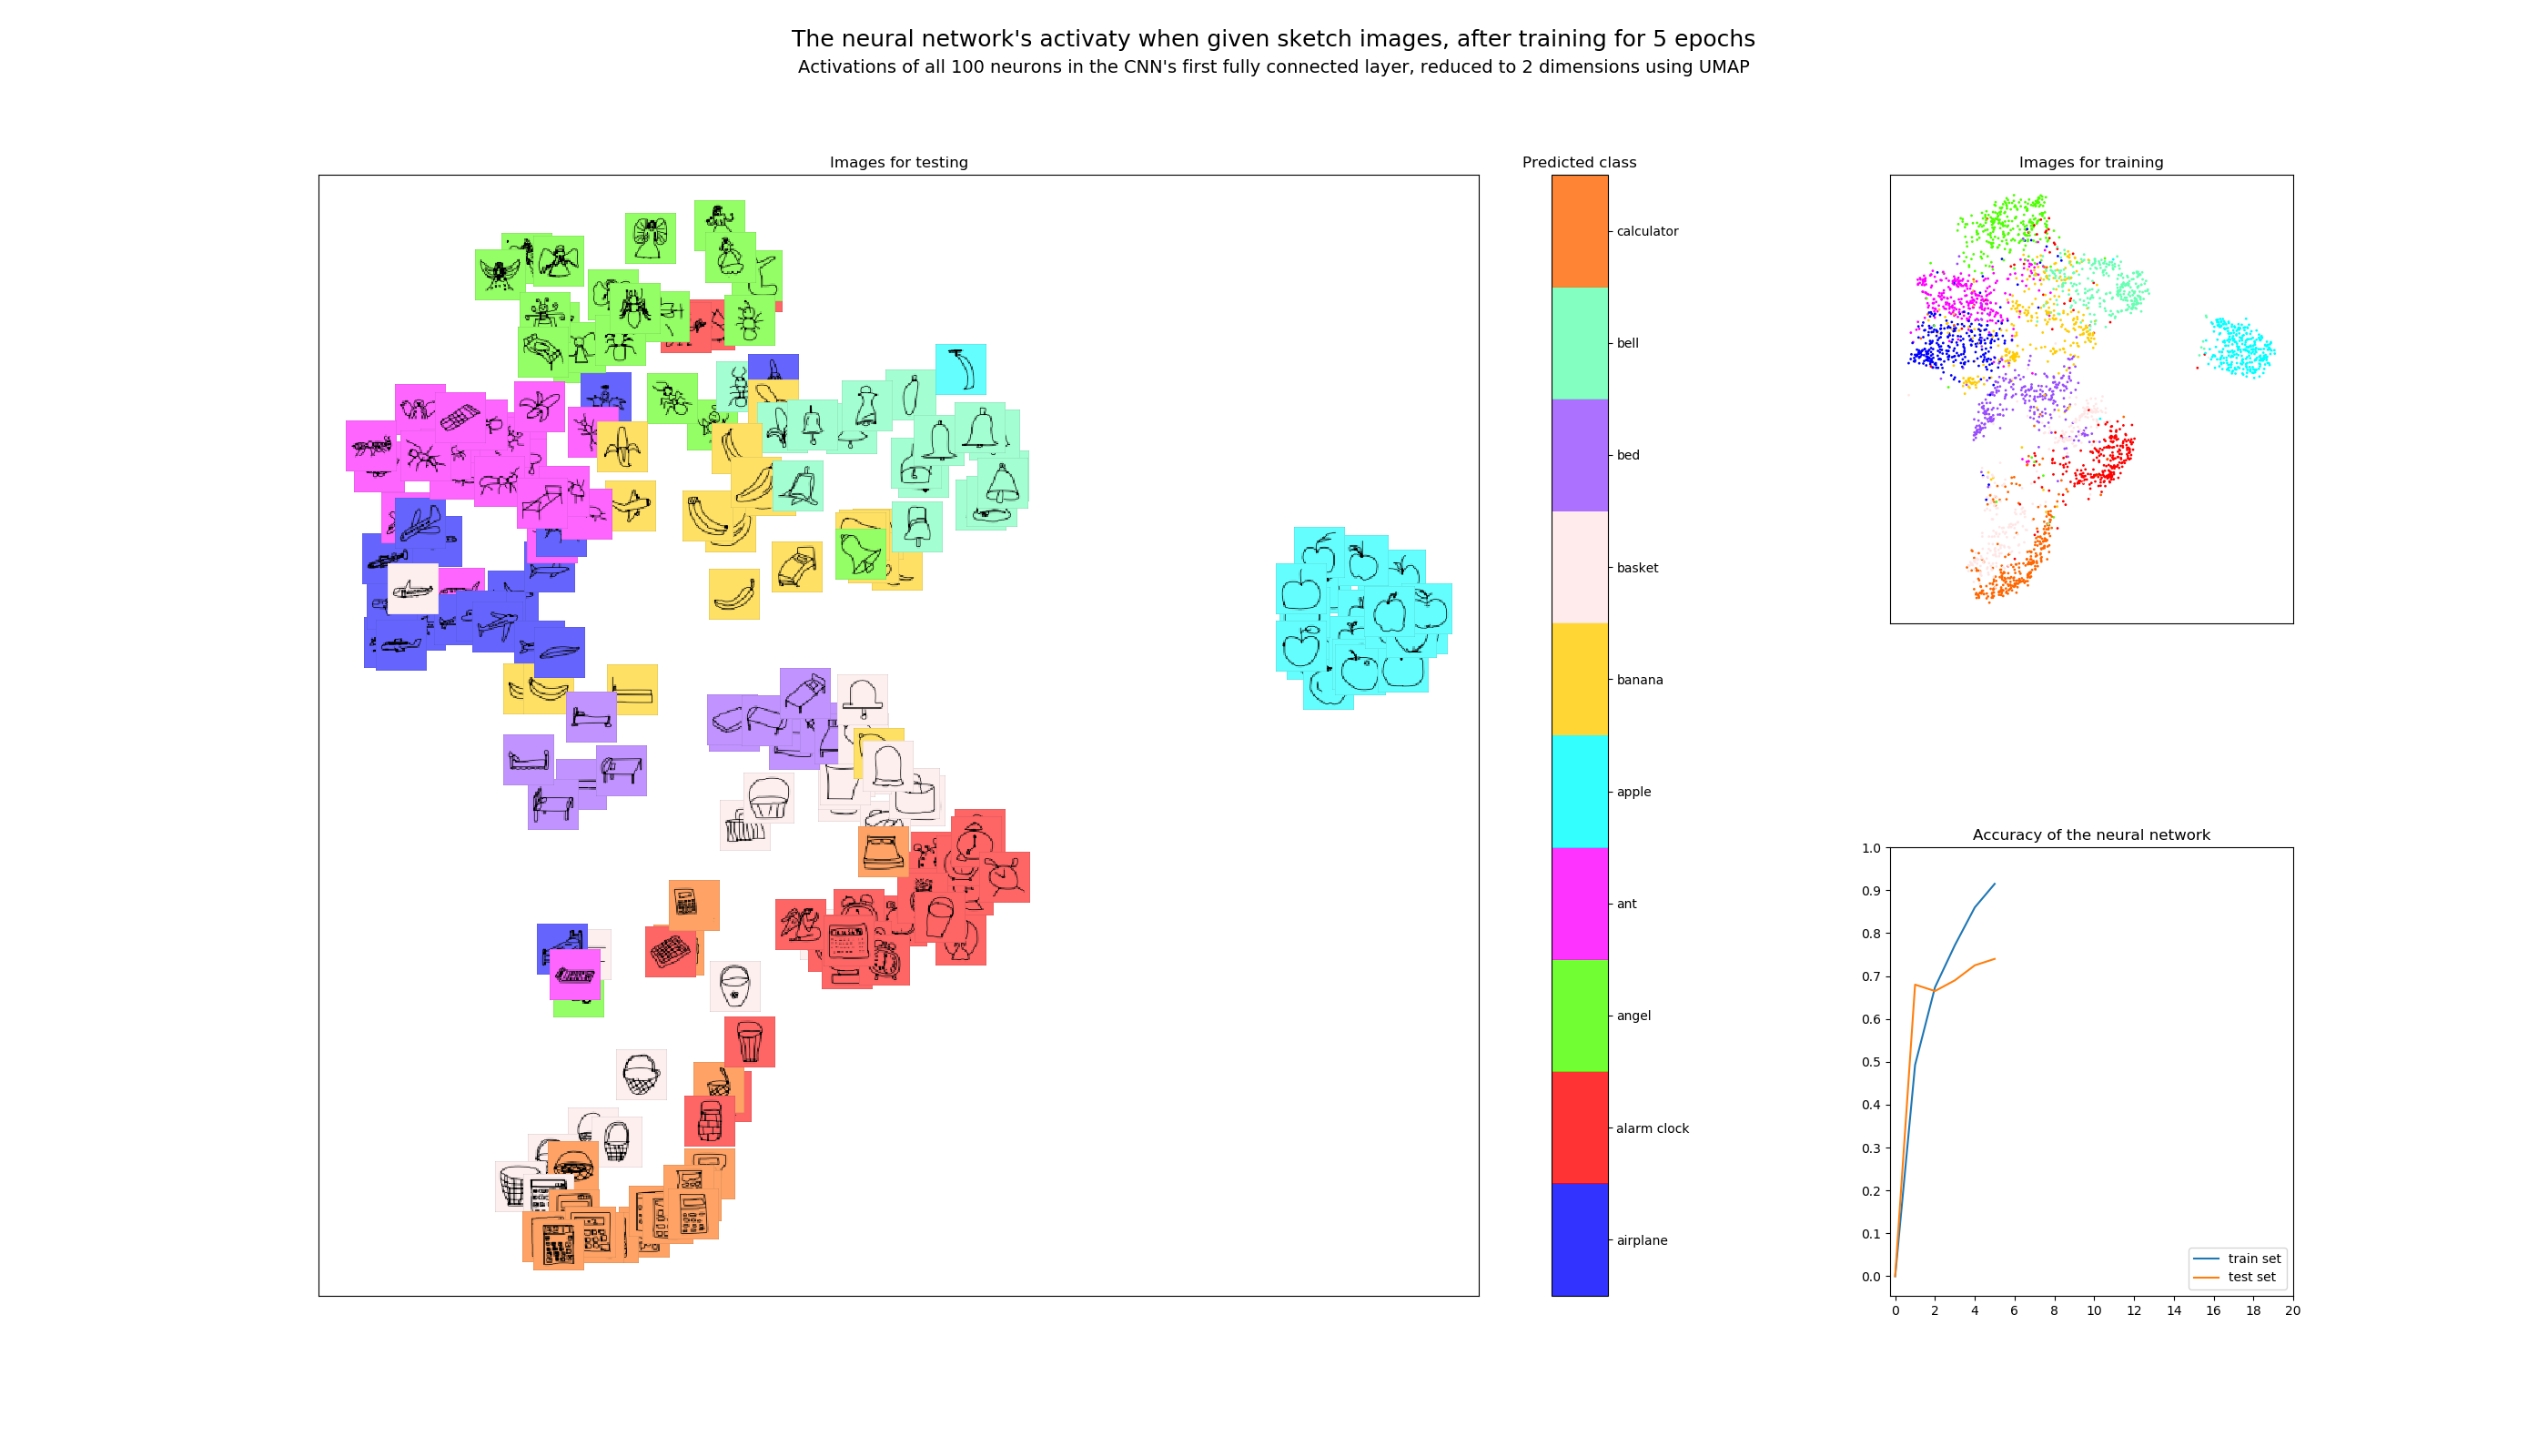 The neural network's activaty when given sketch images, after training for 5 epochs
Activations of all 100 neurons in the CNN's first fully connected layer, reduced to 2 dimensions using UMAP
Images for testing
Predicted class
calculator
bell
bed
basket
banana
apple
ant
angel
alarm clock
airplane
Images for training
Accuracy of the neural network
1.0
0.9
0.8
0.7
0.6
0.5
0.4
0.3
0.2
0.1
0.0
train set
test set
0 2 4 6 8 10 12 14 16 18 20